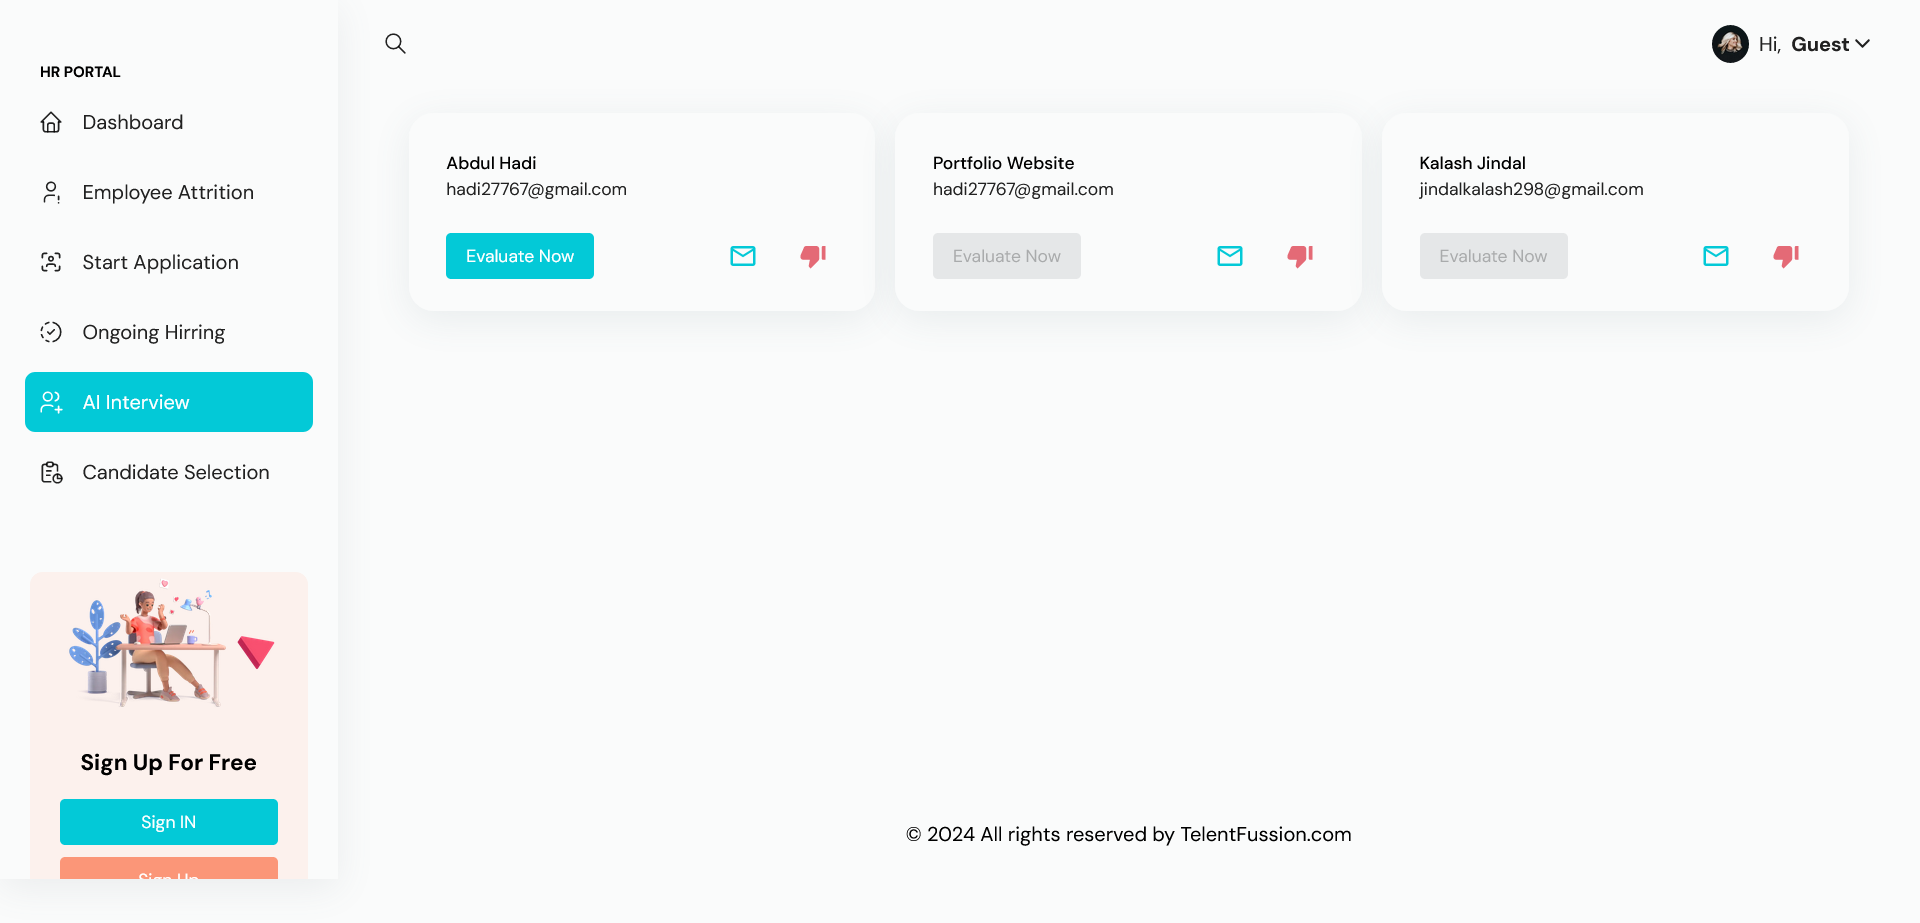 HR PORTAL
Dashboard
Employee Attrition
Start Application
Ongoing Hirring
AI Interview
Candidate Selection
Sign Up For Free
Sign IN
Sign Up
Hi, Guest
Abdul Hadi
hadi27767@gmail.com
Evaluate Now
Portfolio Website
hadi27767@gmail.com
Evaluate Now
Kalash Jindal
jindalkalash298@gmail.com
Evaluate Now
© 2024 All rights reserved by TelentFussion.com